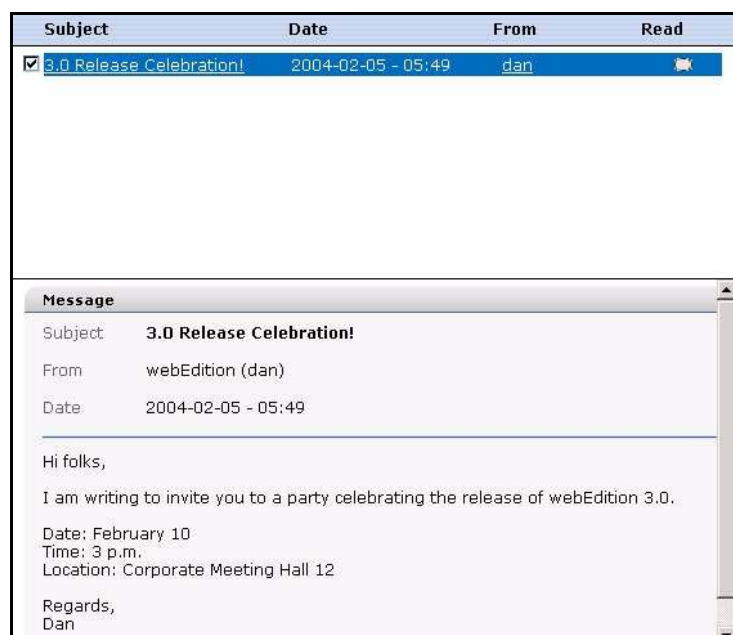 Subject Date From Read
3.0 Release Celebration! 2004-02-05 - 05:49 dan
Message
Subject 3.0 Release Celebration!
From webEdition (dan)
Date 2004-02-05 - 05:49
Hi folks,
I am writing to invite you to a party celebrating the release of webEdition 3.0.
Date: February 10
Time: 3 p.m.
Location: Corporate Meeting Hall 12
Regards,
Dan